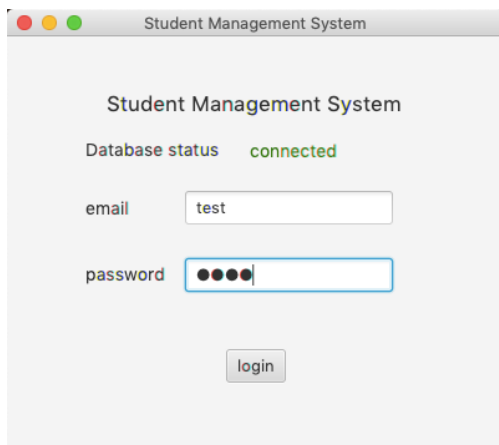 Student Management System
Student Management System
Database status connected
email test
password ●●●●
login